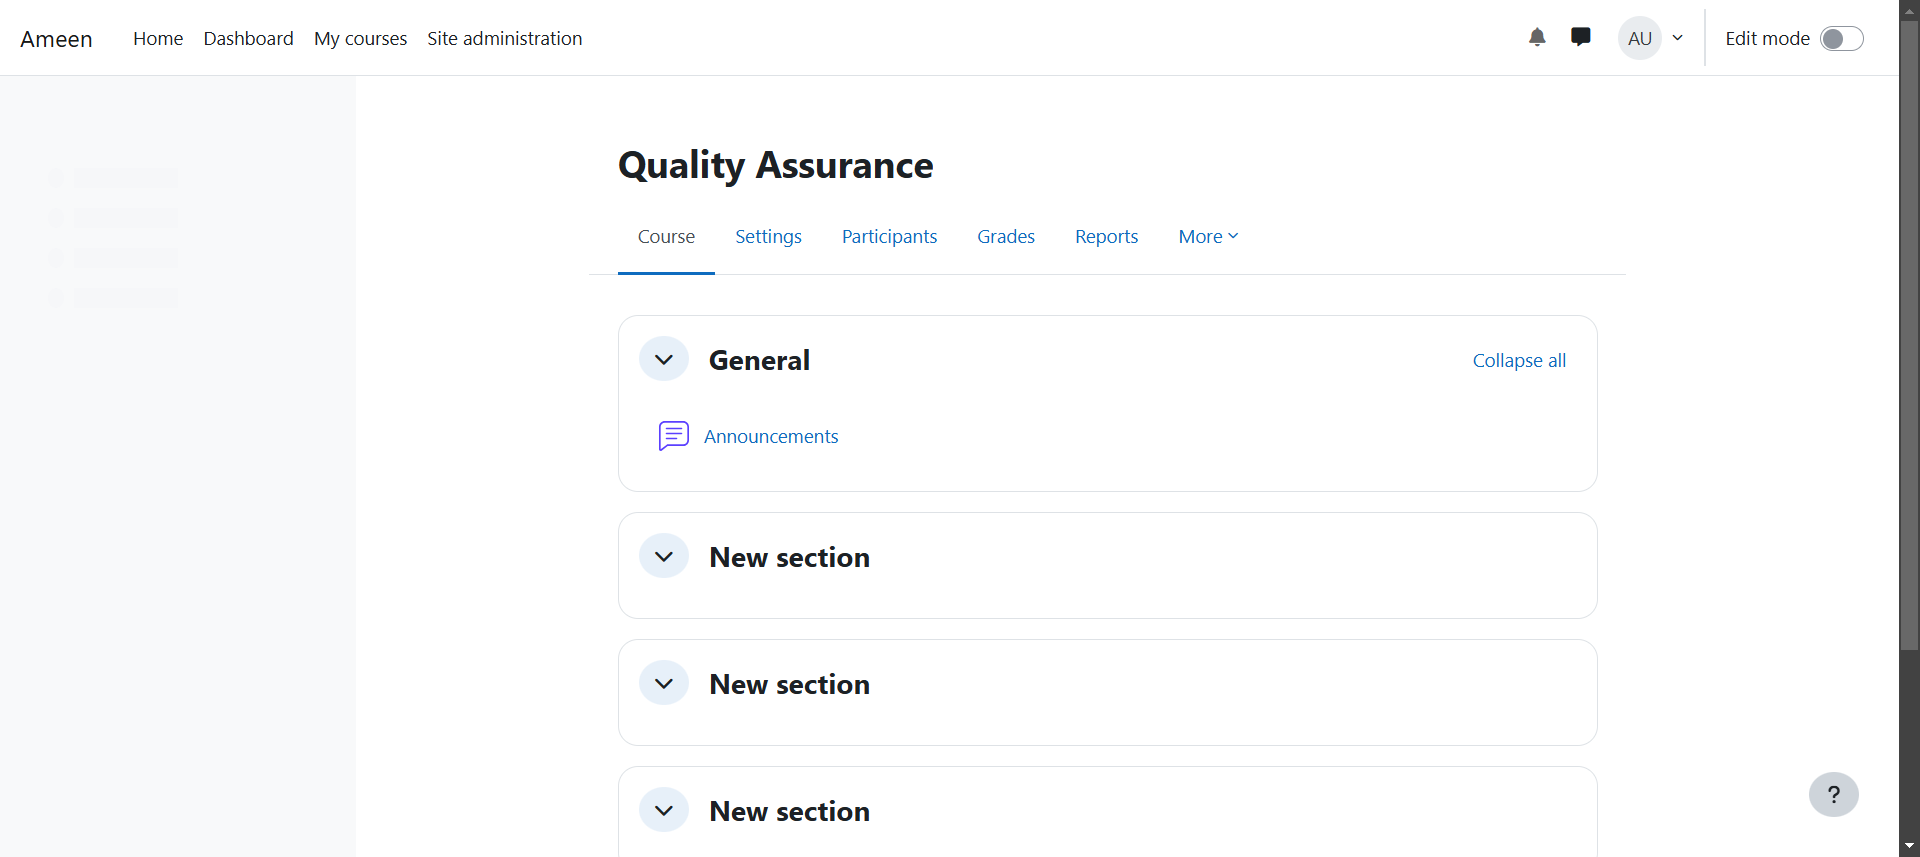 Ameen Home Dashboard My courses Site administration AU Edit mode
Quality Assurance
Course Settings Participants Grades Reports More
General Collapse all
Announcements
New section
New section
New section
?